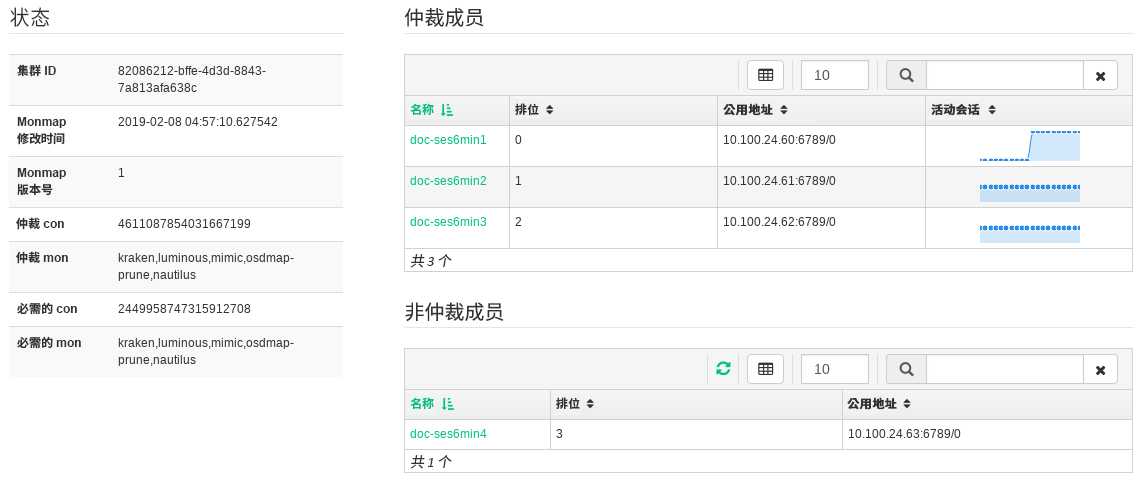 状态
集群 ID
82086212-bffe-4d3d-8843-
7a813afa638c
Monmap
修改时间
2019-02-08 04:57:10.627542
Monmap
版本号
1
仲裁 con
4611087854031667199
仲裁 mon
kraken,luminous,mimic,osdmap-
prune,nautilus
必需的 con
2449958747315912708
必需的 mon
kraken,luminous,mimic,osdmap-
prune,nautilus
仲裁成员
10
名称 排位 公用地址 活动会话
doc-ses6min1 0 10.100.24.60:6789/0
doc-ses6min2 1 10.100.24.61:6789/0
doc-ses6min3 2 10.100.24.62:6789/0
共 3 个
非仲裁成员
10
名称 排位 公用地址
doc-ses6min4 3 10.100.24.63:6789/0
共 1 个